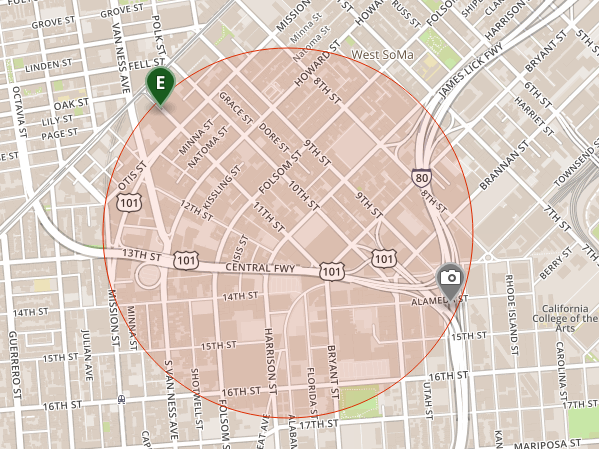 GROVE ST
GROVE ST
LINDEN ST
FELL ST
OAK ST
LILY ST
PAGE ST
OCTAVIA ST
VAN NESS AVE
POLK ST
MISSION ST
Minna St
Natoma St
HOWARD ST
RUSS ST
FOLSOM ST
HARRISON ST
West SoMa
JAMES LICK FWY
BRYANT ST
6TH ST
HARRIET ST
BRANNAN ST
TOWNSEND ST
7TH ST
7TH ST
BERRY ST
E
HOWARD ST
8TH ST
GRACE ST
DORE ST
9TH ST
MINNA ST
NATOMA ST
OTIS ST
KISSLING ST
FOLSOM ST
10TH ST
9TH ST
80
8TH ST
101
12TH ST
11TH ST
ISIS ST
13TH ST
101
CENTRAL FWY
101
101
14TH ST
14TH ST
ALAMEDA ST
MISSION ST
MINNA ST
JULIAN AVE
GUERRERO ST
15TH ST
15TH ST
15TH ST
16TH ST
16TH ST
16TH ST
S VAN NESS AVE
SHOTWELL ST
FOLSOM ST
HARRISON ST
FLORIDA ST
BRYANT ST
UTAH ST
RHODE ISLAND ST
CAROLINA ST
California
College of the
Arts
17TH ST
17TH ST
MARIPOSA ST